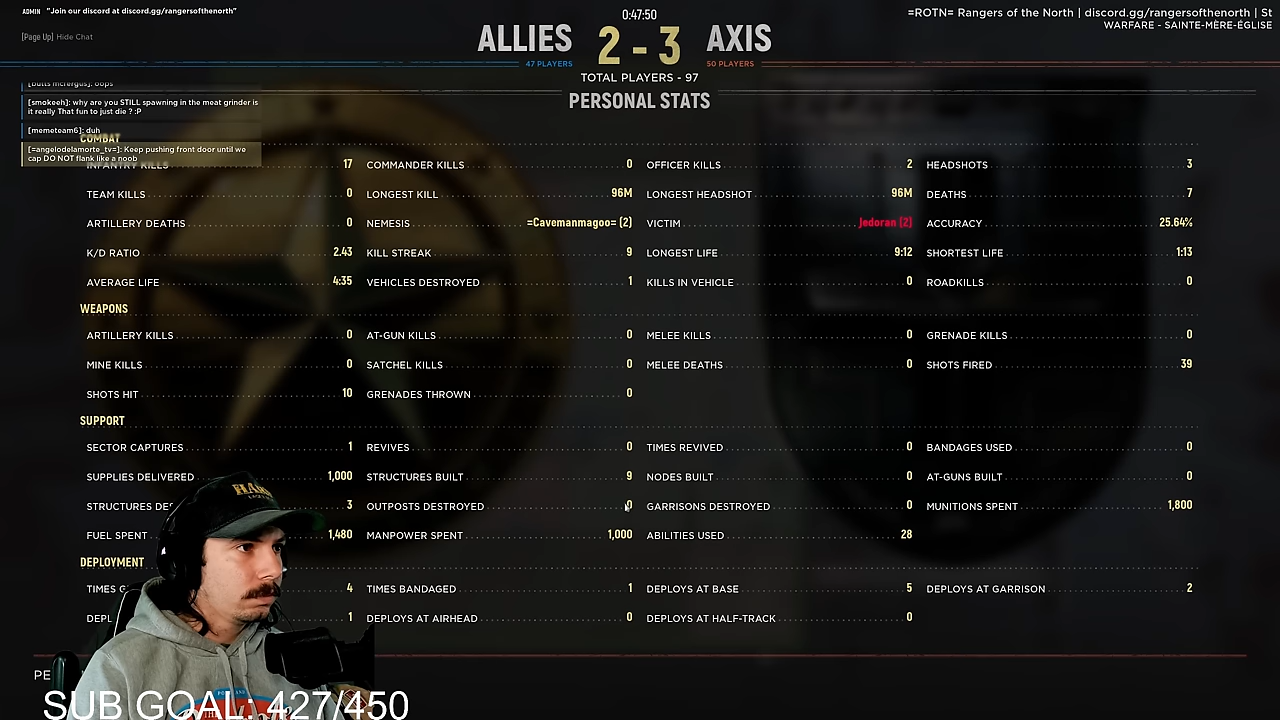 ADMIN "Join our discord at discord.gg/rangersofthenorth"
[Page Up] Hide Chat
0:47:50
ALLIES 2 - 3 AXIS
47 PLAYERS 50 PLAYERS
TOTAL PLAYERS - 97
=ROTN= Rangers of the North | discord.gg/rangersofthenorth | St
WARFARE - SAINTE-MÈRE-ÉGLISE
PERSONAL STATS
[smokeeh]: why are you STILL spawning in the meat grinder is
it really That fun to just die ? :P
[memeteam6]: duh
[=angelodelamorte_tv=]: Keep pushing front door until we
cap DO NOT flank like a noob
COMBAT
INFANTRY KILLS 17 COMMANDER KILLS 0 OFFICER KILLS 2 HEADSHOTS 3
TEAM KILLS 0 LONGEST KILL 96M LONGEST HEADSHOT 96M DEATHS 7
ARTILLERY DEATHS 0 NEMESIS =Cavemanmagoo= (2) VICTIM Jedoran (2) ACCURACY 25.64%
K/D RATIO 2.43 KILL STREAK 9 LONGEST LIFE 9:12 SHORTEST LIFE 1:13
AVERAGE LIFE 4:35 VEHICLES DESTROYED 1 KILLS IN VEHICLE 0 ROADKILLS 0
WEAPONS
ARTILLERY KILLS 0 AT-GUN KILLS 0 MELEE KILLS 0 GRENADE KILLS 0
MINE KILLS 0 SATCHEL KILLS 0 MELEE DEATHS 0 SHOTS FIRED 39
SHOTS HIT 10 GRENADES THROWN 0
SUPPORT
SECTOR CAPTURES 1 REVIVES 0 TIMES REVIVED 0 BANDAGES USED 0
SUPPLIES DELIVERED 1,000 STRUCTURES BUILT 9 NODES BUILT 0 AT-GUNS BUILT 0
STRUCTURES DES 3 OUTPOSTS DESTROYED 0 GARRISONS DESTROYED 0 MUNITIONS SPENT 1,800
FUEL SPENT 1,480 MANPOWER SPENT 1,000 ABILITIES USED 28
DEPLOYMENT
TIMES 4 TIMES BANDAGED 1 DEPLOYS AT BASE 5 DEPLOYS AT GARRISON 2
DEPL 1 DEPLOYS AT AIRHEAD 0 DEPLOYS AT HALF-TRACK 0
PE
SUB GOAL: 427/450